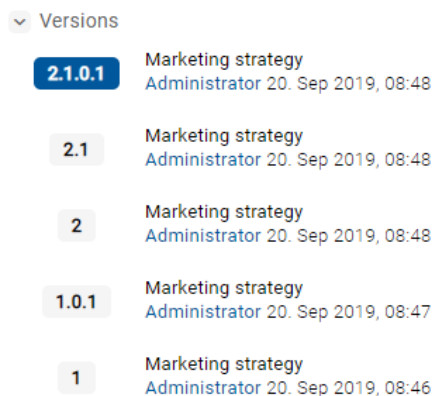 Versions
2.1.0.1
Marketing strategy
Administrator 20. Sep 2019, 08:48
2.1
Marketing strategy
Administrator 20. Sep 2019, 08:48
2
Marketing strategy
Administrator 20. Sep 2019, 08:48
1.0.1
Marketing strategy
Administrator 20. Sep 2019, 08:47
1
Marketing strategy
Administrator 20. Sep 2019, 08:46